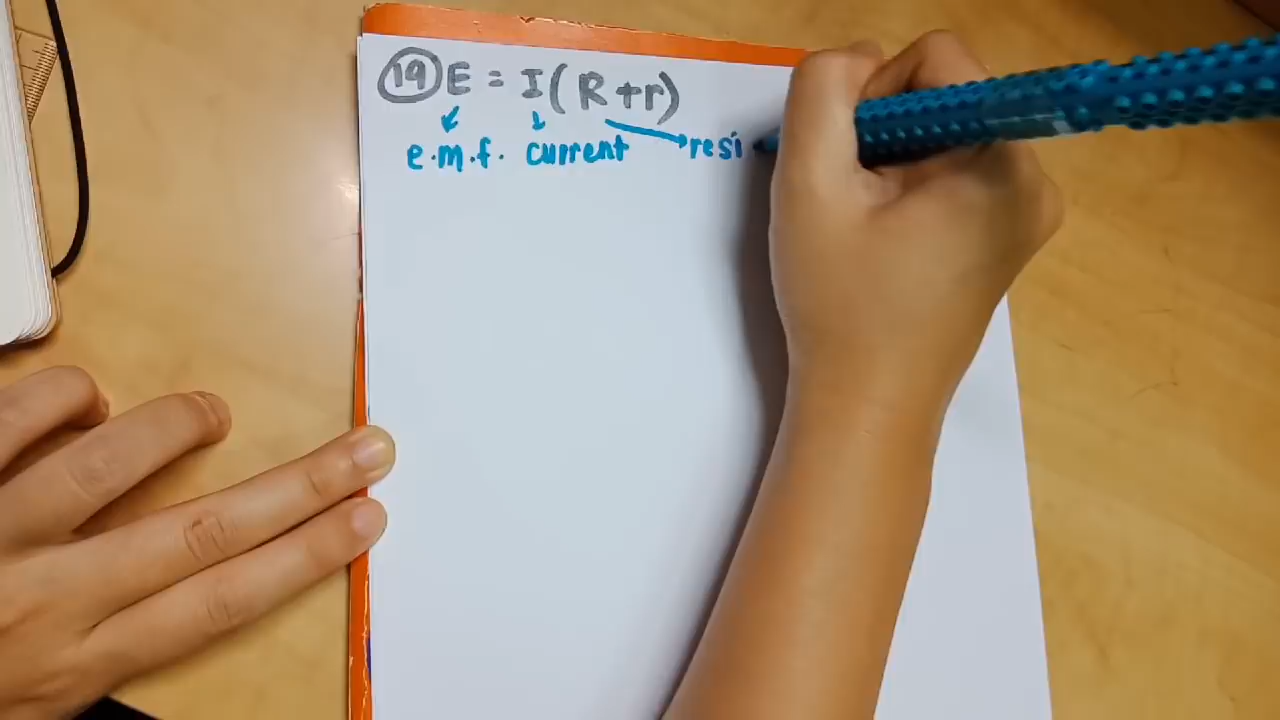 19 E = I(R+r)
e.m.f. current resi